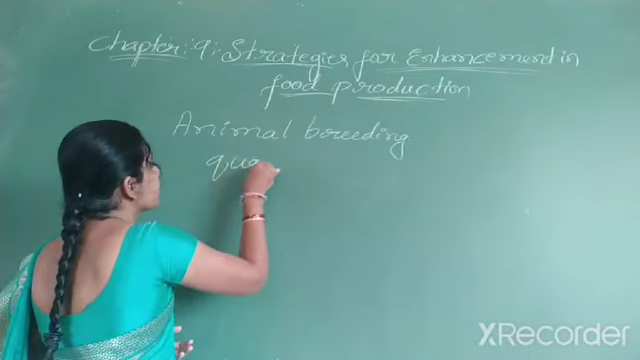 Chapter: 9: Strategies for Enhancement in
food production
Animal breeding
qua
XRecorder